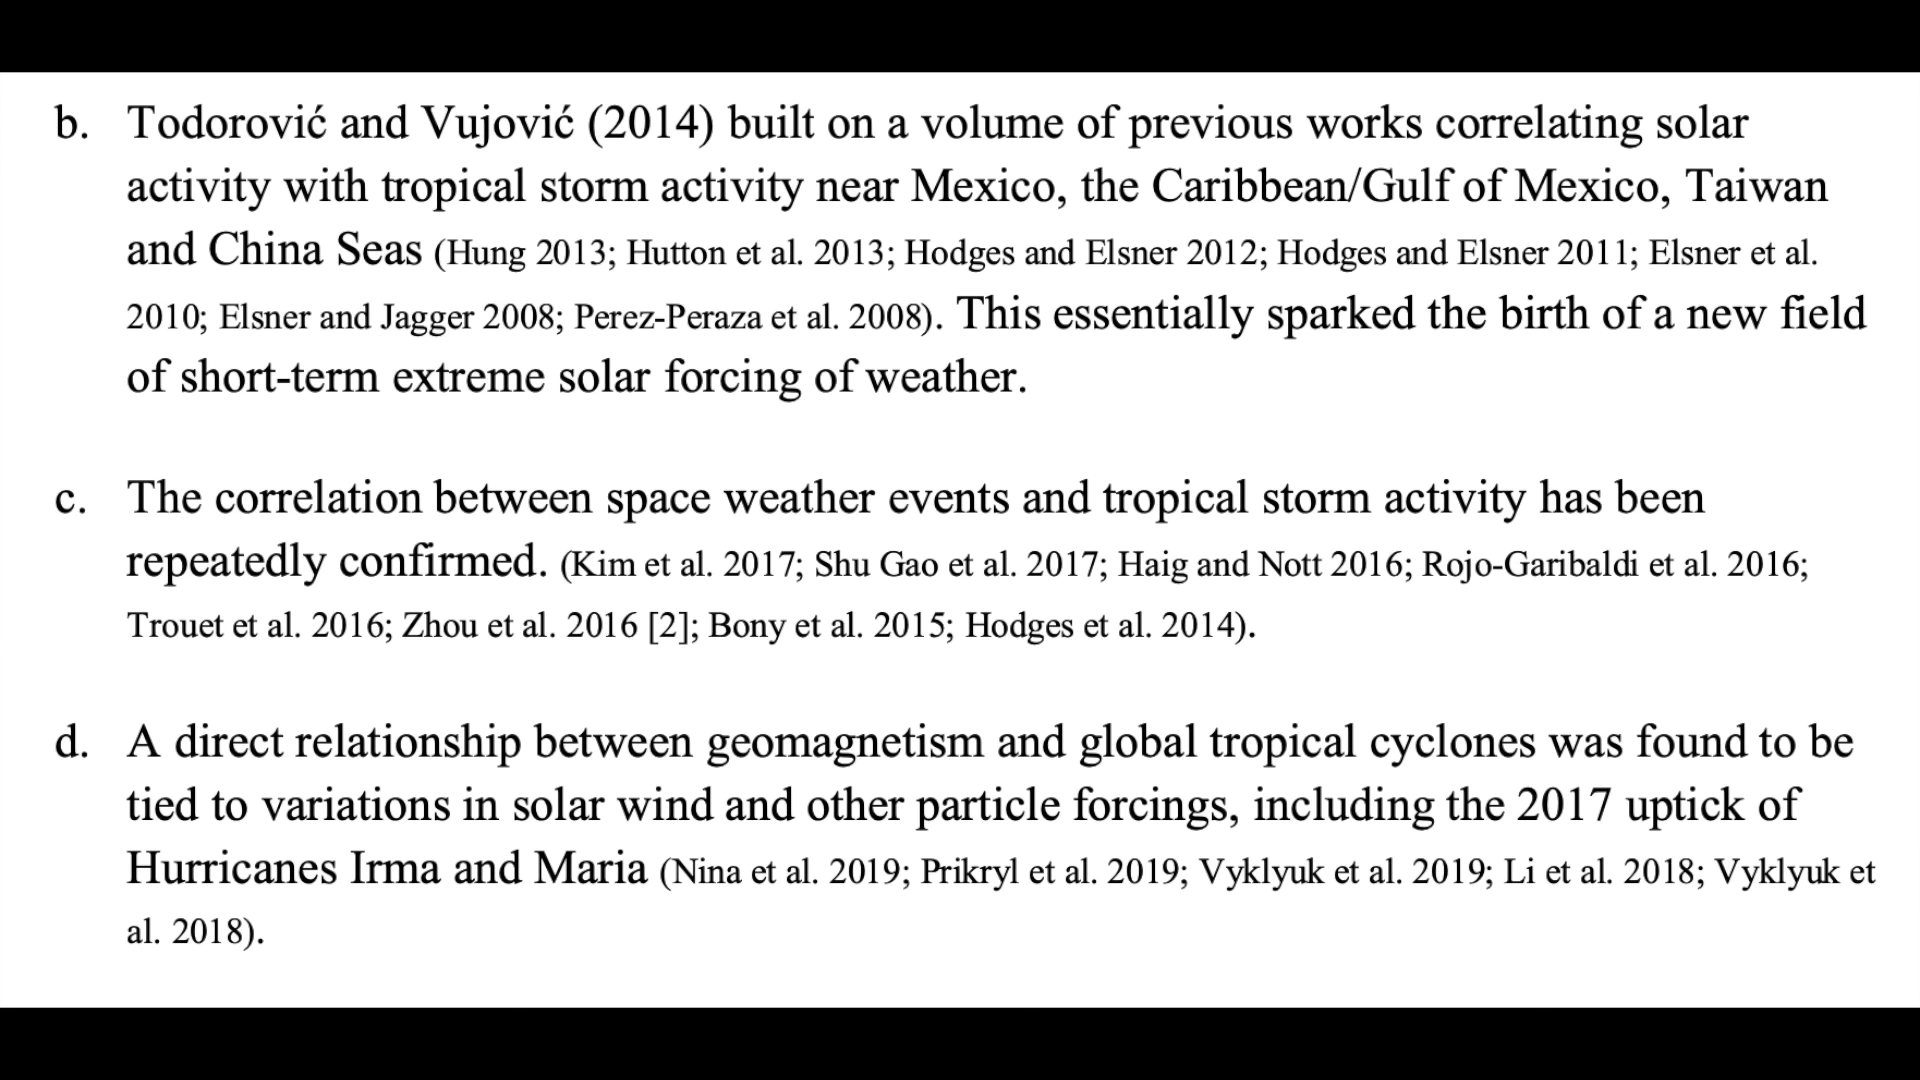 b. Todorović and Vujović (2014) built on a volume of previous works correlating solar
activity with tropical storm activity near Mexico, the Caribbean/Gulf of Mexico, Taiwan
and China Seas (Hung 2013; Hutton et al. 2013; Hodges and Elsner 2012; Hodges and Elsner 2011; Elsner et al.
2010; Elsner and Jagger 2008; Perez-Peraza et al. 2008). This essentially sparked the birth of a new field
of short-term extreme solar forcing of weather.
c. The correlation between space weather events and tropical storm activity has been
repeatedly confirmed. (Kim et al. 2017; Shu Gao et al. 2017; Haig and Nott 2016; Rojo-Garibaldi et al. 2016;
Trouet et al. 2016; Zhou et al. 2016 [2]; Bony et al. 2015; Hodges et al. 2014).
d. A direct relationship between geomagnetism and global tropical cyclones was found to be
tied to variations in solar wind and other particle forcings, including the 2017 uptick of
Hurricanes Irma and Maria (Nina et al. 2019; Prikryl et al. 2019; Vyklyuk et al. 2019; Li et al. 2018; Vyklyuk et
al. 2018).